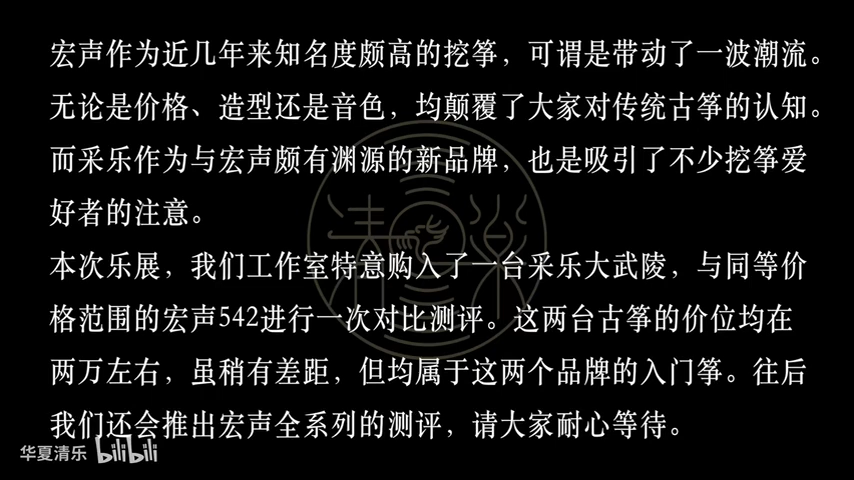 宏声作为近几年来知名度颇高的挖筝，可谓是带动了一波潮流。
无论是价格、造型还是音色，均颠覆了大家对传统古筝的认知。
而采乐作为与宏声颇有渊源的新品牌，也是吸引了不少挖筝爱
好者的注意。
本次乐展，我们工作室特意购入了一台采乐大武陵，与同等价
格范围的宏声542进行一次对比测评。这两台古筝的价位均在
两万左右，虽稍有差距，但均属于这两个品牌的入门筝。往后
我们还会推出宏声全系列的测评，请大家耐心等待。
华夏清乐 bilibili